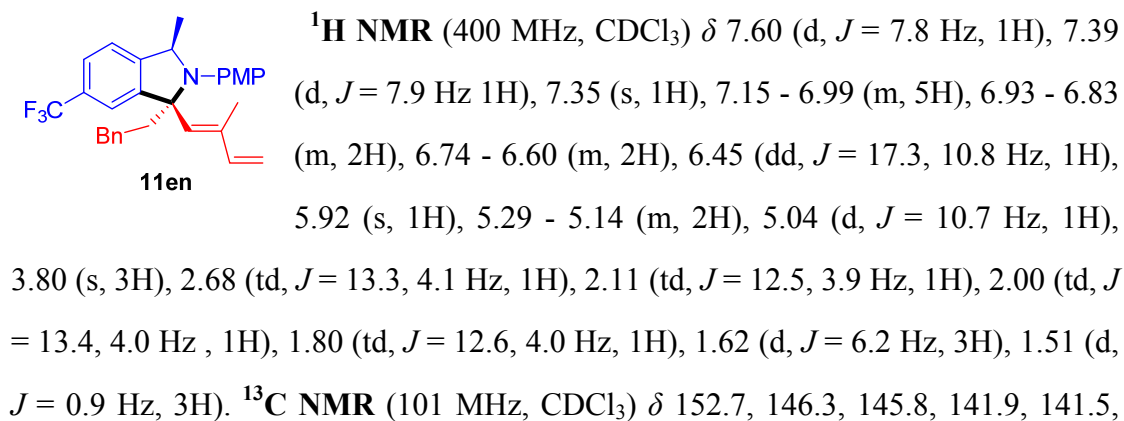 ¹H NMR (400 MHz, CDCl₃) δ 7.60 (d, J = 7.8 Hz, 1H), 7.39
(d, J = 7.9 Hz 1H), 7.35 (s, 1H), 7.15 - 6.99 (m, 5H), 6.93 - 6.83
(m, 2H), 6.74 - 6.60 (m, 2H), 6.45 (dd, J = 17.3, 10.8 Hz, 1H),
5.92 (s, 1H), 5.29 - 5.14 (m, 2H), 5.04 (d, J = 10.7 Hz, 1H),
N-PMP
F₃C
Bn
11en
3.80 (s, 3H), 2.68 (td, J = 13.3, 4.1 Hz, 1H), 2.11 (td, J = 12.5, 3.9 Hz, 1H), 2.00 (td, J
= 13.4, 4.0 Hz , 1H), 1.80 (td, J = 12.6, 4.0 Hz, 1H), 1.62 (d, J = 6.2 Hz, 3H), 1.51 (d,
J = 0.9 Hz, 3H). ¹³C NMR (101 MHz, CDCl₃) δ 152.7, 146.3, 145.8, 141.9, 141.5,